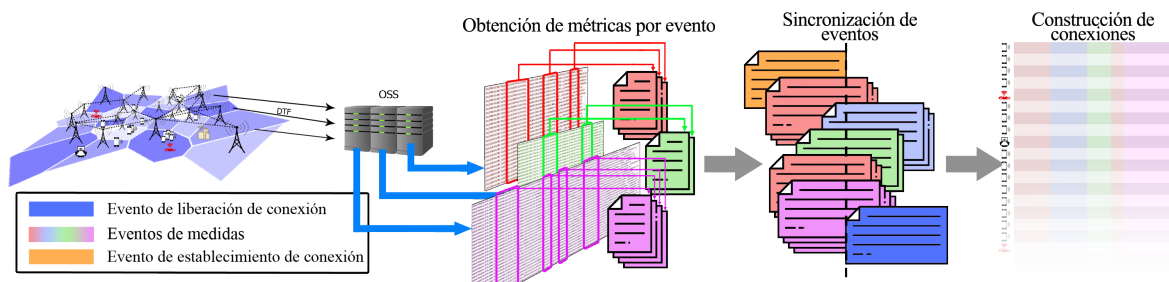 Obtención de métricas por evento
Sincronización de
eventos
Construcción de
conexiones
OSS
DTF
Evento de liberación de conexión
Eventos de medidas
Evento de establecimiento de conexión